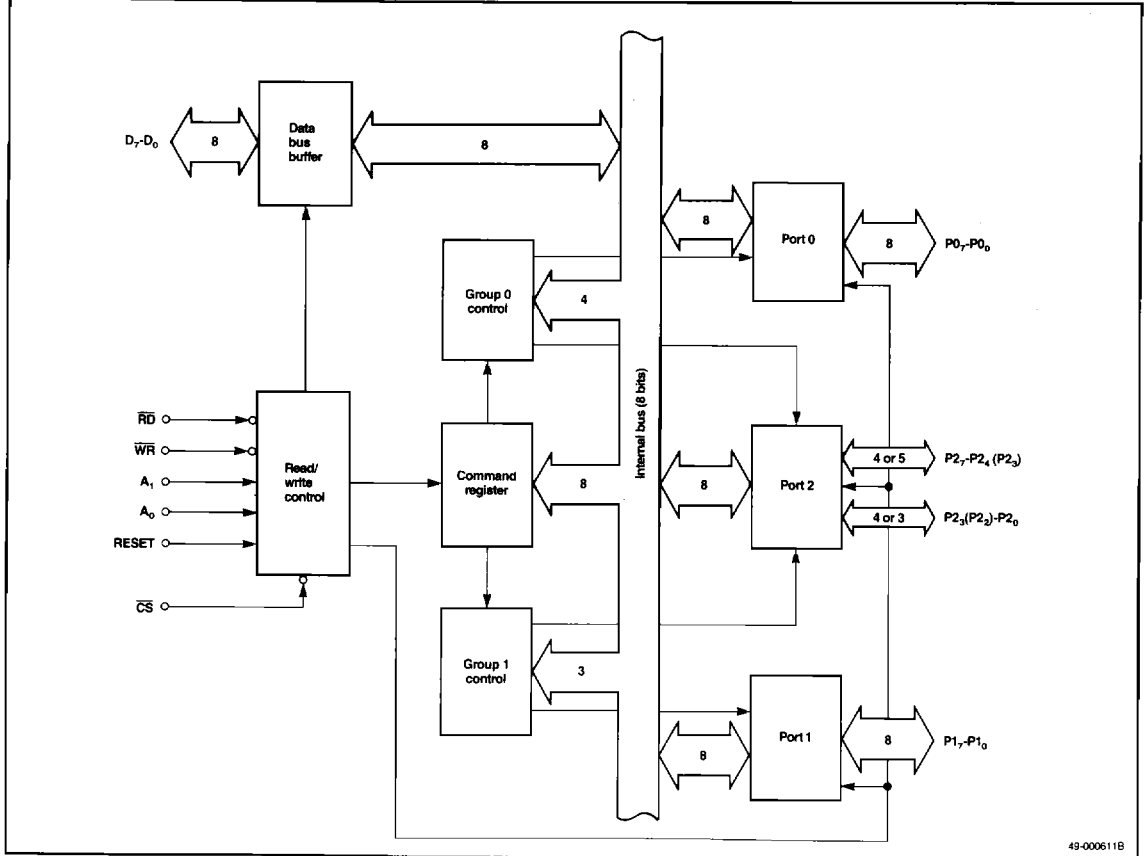 Data
bus
buffer
D₇-D₀
8
8
8
Port 0
8
P0₇-P0₀
Group 0
control
4
Internal bus (8 bits)
R̅D̅
W̅R̅
A₁
A₀
RESET
C̅S̅
Read/
write
control
Command
register
8
8
Port 2
4 or 5
P2₇-P2₄ (P2₃)
4 or 3
P2₃(P2₂)-P2₀
Group 1
control
3
8
Port 1
8
P1₇-P1₀
49-000611B